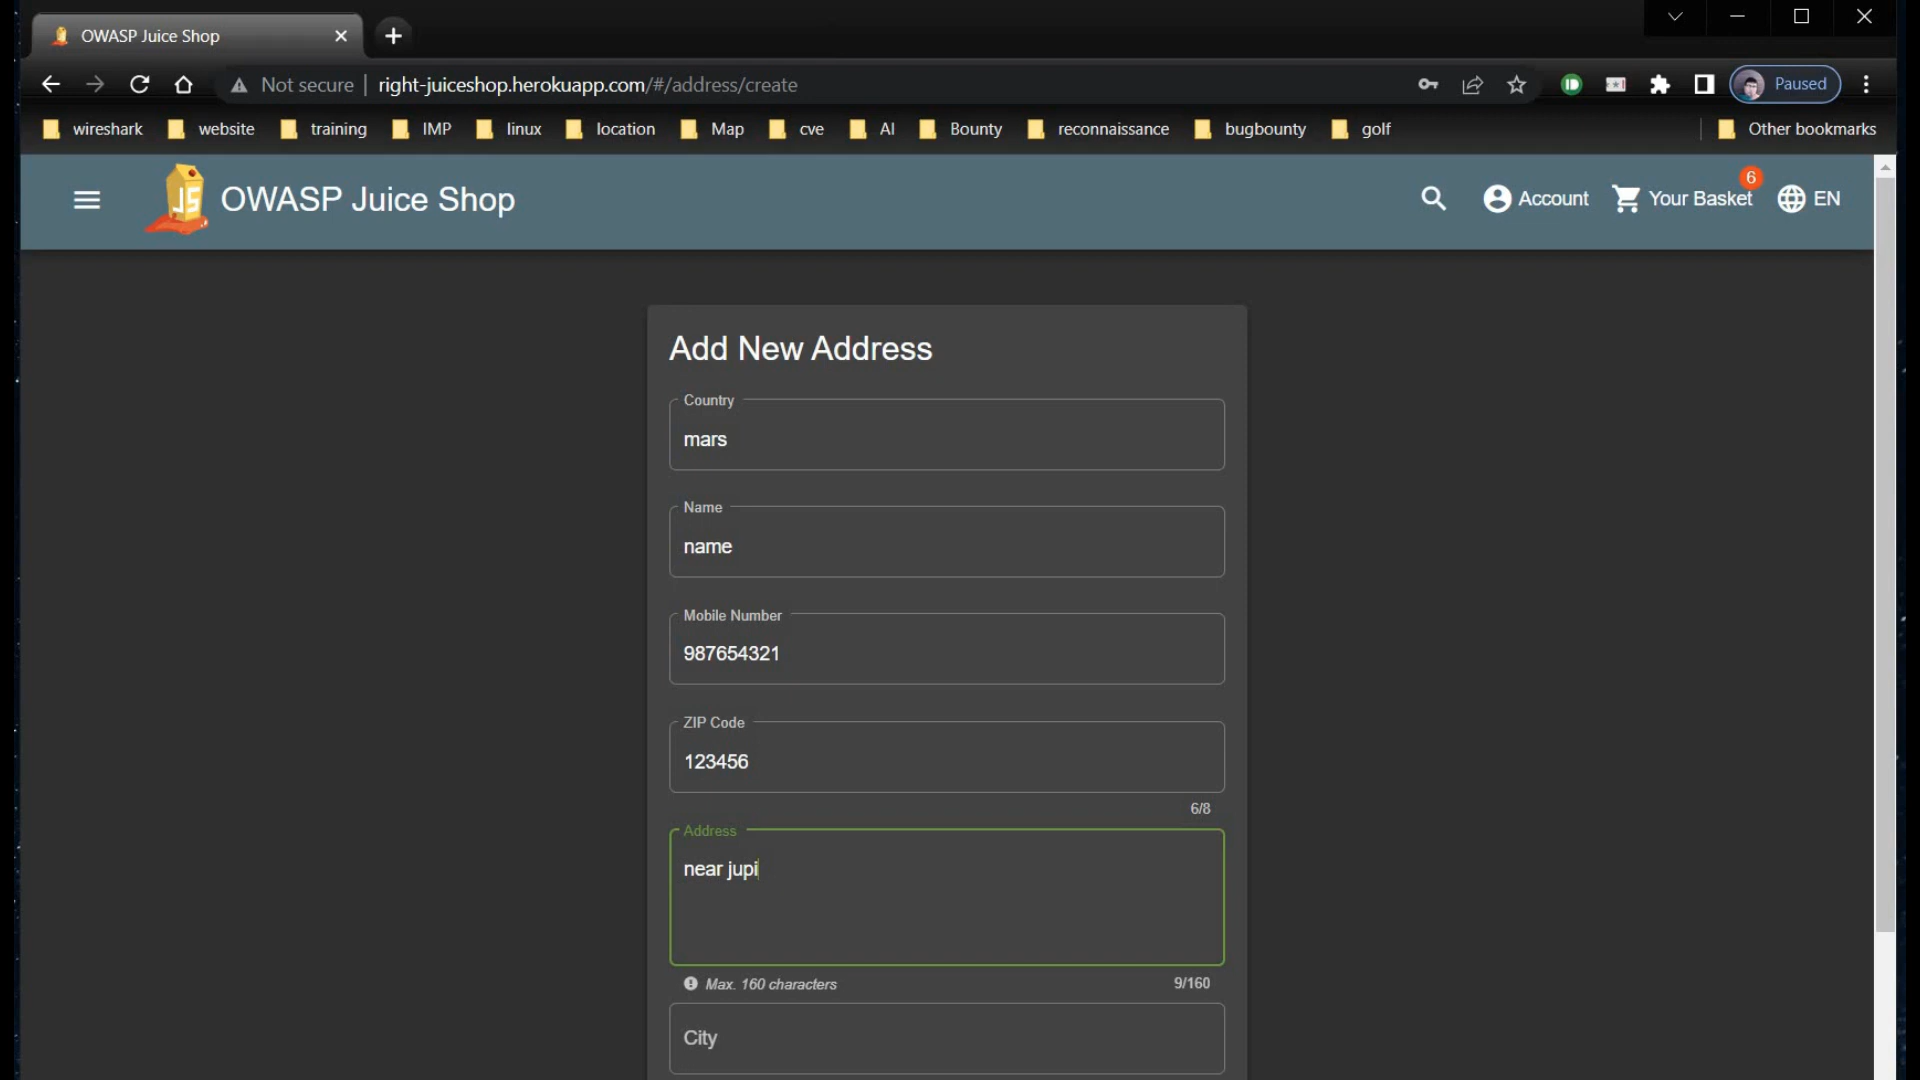 OWASP Juice Shop
Not secure right-juiceshop.herokuapp.com/#/address/create Paused
wireshark website training IMP linux location Map cve AI Bounty reconnaissance bugbounty golf Other bookmarks
JS OWASP Juice Shop Account Your Basket 6 EN
Add New Address
Country
mars
Name
name
Mobile Number
987654321
ZIP Code
123456
6/8
Address
near jupi
Max. 160 characters 9/160
City